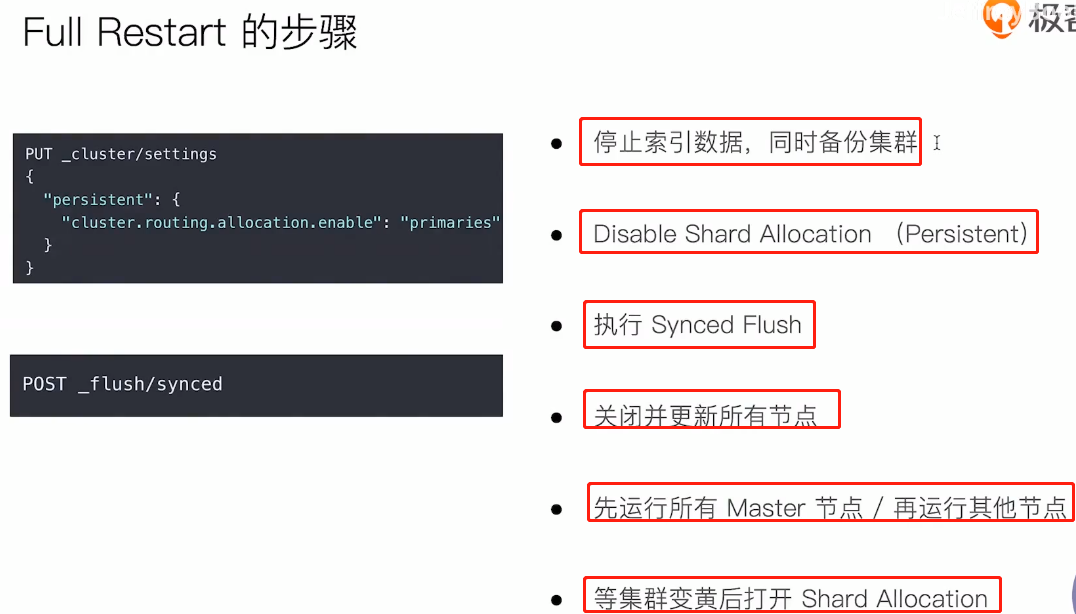 Full Restart 的步骤
PUT _cluster/settings
{
"persistent": {
"cluster.routing.allocation.enable": "primaries"
}
}
POST _flush/synced
停止索引数据，同时备份集群
Disable Shard Allocation （Persistent）
执行 Synced Flush
关闭并更新所有节点
先运行所有 Master 节点 / 再运行其他节点
等集群变黄后打开 Shard Allocation